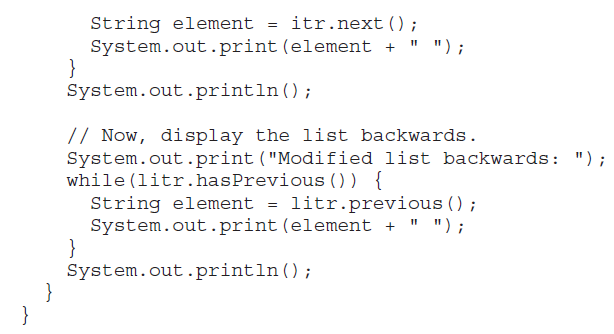 String element = itr.next();
System.out.print(element + " ");
}
System.out.println();
// Now, display the list backwards.
System.out.print("Modified list backwards: ");
while(litr.hasPrevious()) {
String element = litr.previous();
System.out.print(element + " ");
}
System.out.println();
}
}